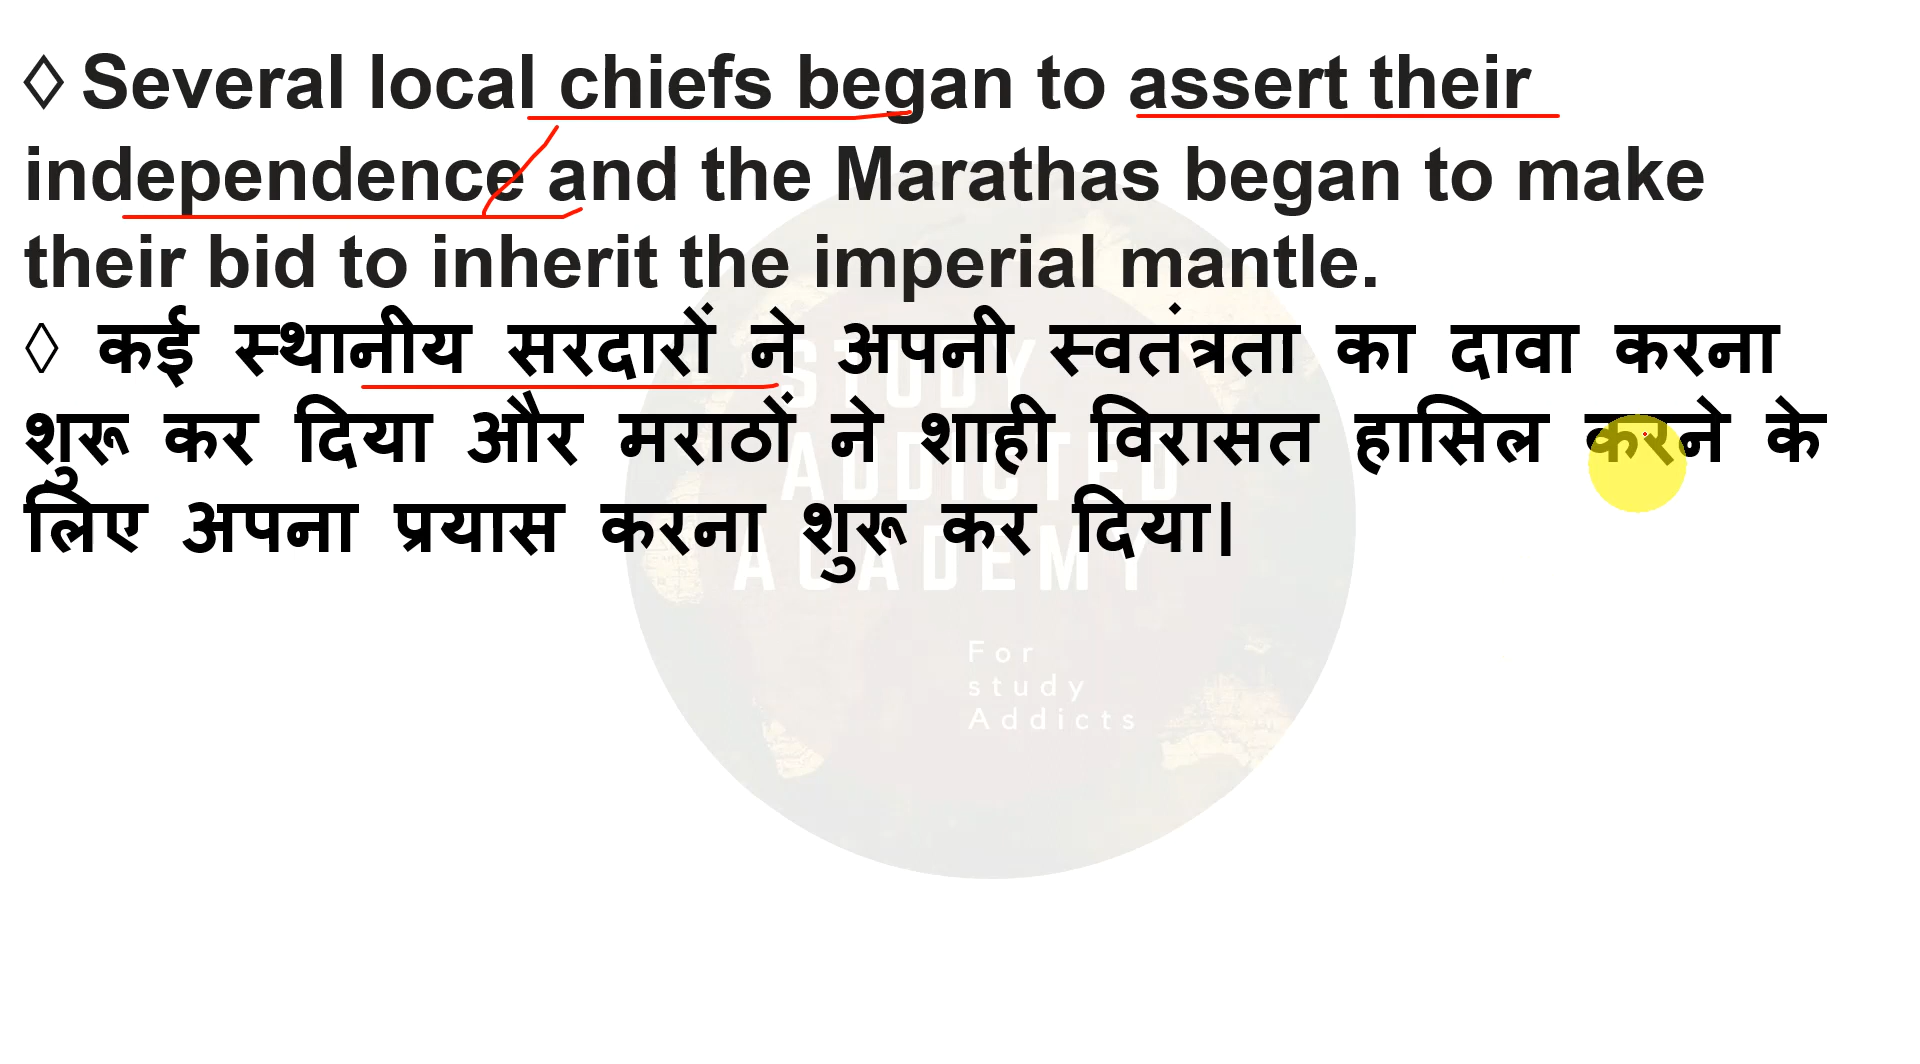 ◊ Several local chiefs began to assert their
independence and the Marathas began to make
their bid to inherit the imperial mantle.
◊ कई स्थानीय सरदारों ने अपनी स्वतंत्रता का दावा करना
शुरू कर दिया और मराठों ने शाही विरासत हासिल करने के
लिए अपना प्रयास करना शुरू कर दिया।
STUDY
ADDICTED
ACADEMY
For
study
Addicts